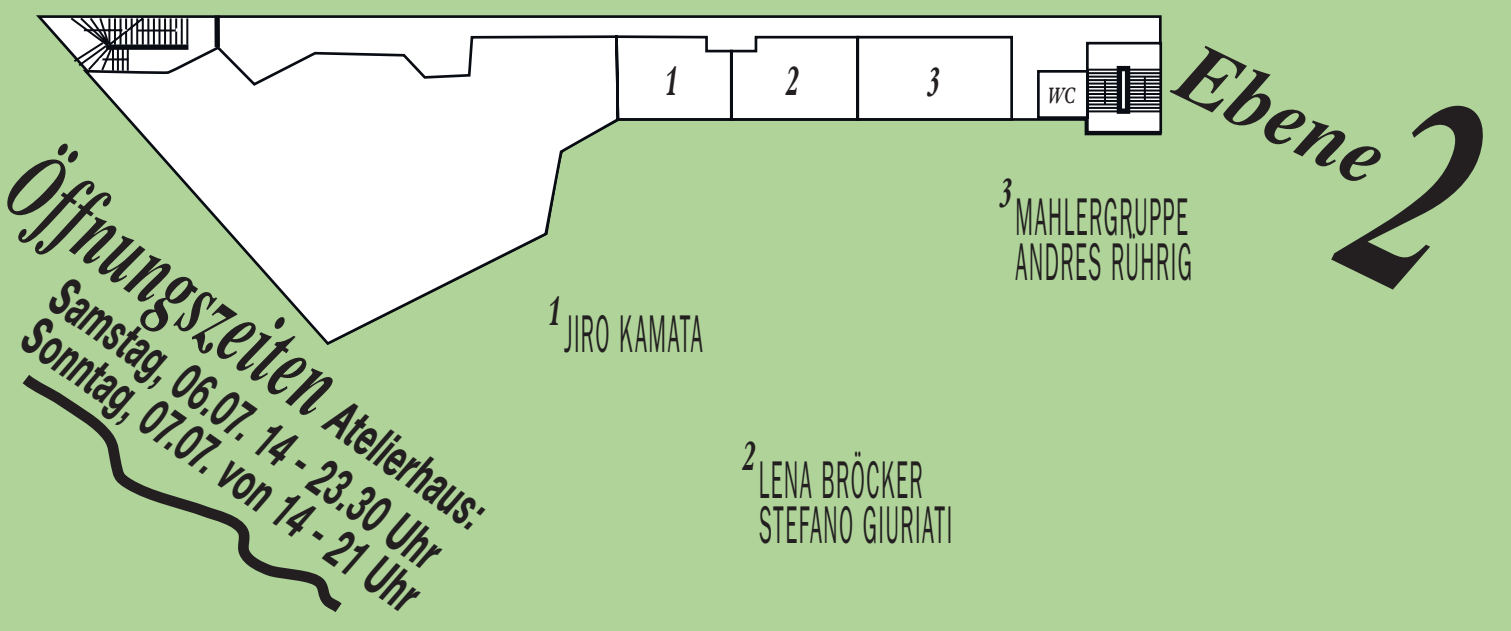 1
2
3
WC
Ebene 2
Öffnungszeiten Atelierhaus:
Samstag, 06.07. 14 - 23.30 Uhr
Sonntag, 07.07. von 14 - 21 Uhr
3 MAHLERGRUPPE
ANDRES RÜHRIG
1 JIRO KAMATA
2 LENA BRÖCKER
STEFANO GIURIATI